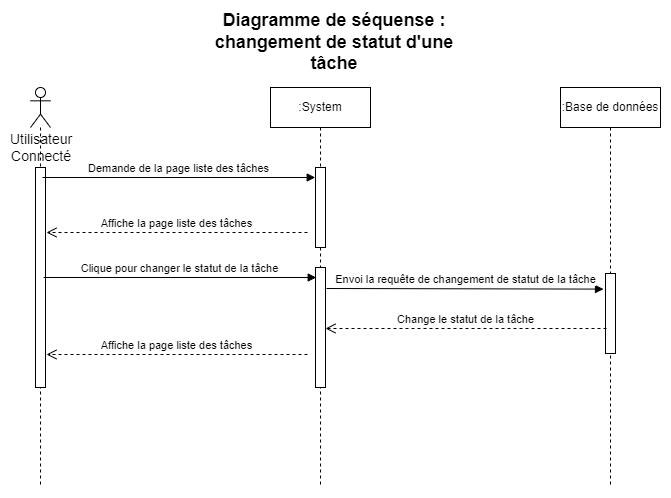 Diagramme de séquense :
changement de statut d'une
tâche
:System
:Base de données
Utilisateur
Connecté
Demande de la page liste des tâches
Affiche la page liste des tâches
Clique pour changer le statut de la tâche
Envoi la requête de changement de statut de la tâche
Change le statut de la tâche
Affiche la page liste des tâches